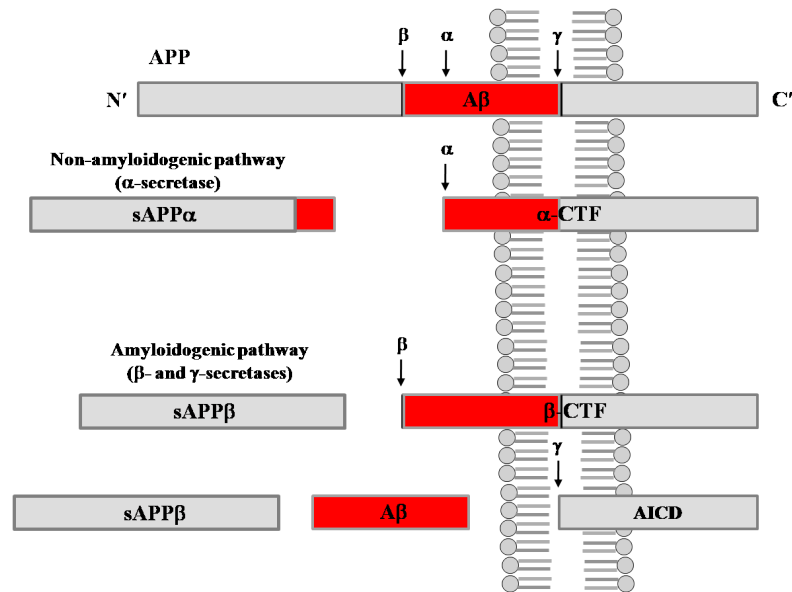 APP
β α γ
N' Aβ C'
Non-amyloidogenic pathway
(α-secretase)
α
sAPPα α-CTF
Amyloidogenic pathway
(β- and γ-secretases)
β
sAPPβ β-CTF
γ
sAPPβ Aβ AICD